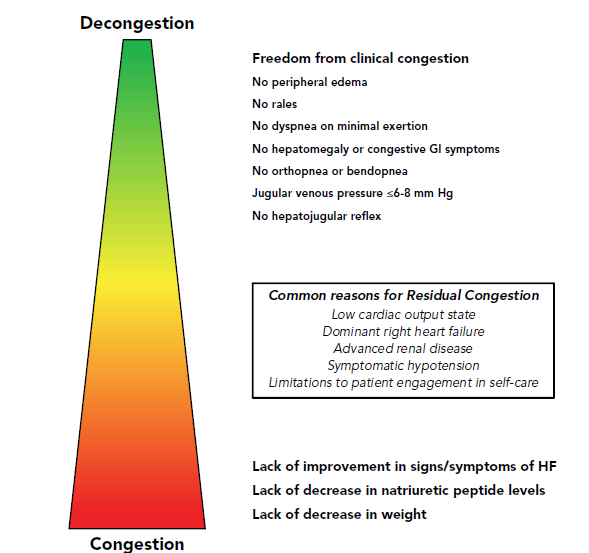 Decongestion
Freedom from clinical congestion
No peripheral edema
No rales
No dyspnea on minimal exertion
No hepatomegaly or congestive GI symptoms
No orthopnea or bendopnea
Jugular venous pressure ≤6-8 mm Hg
No hepatojugular reflex
Common reasons for Residual Congestion
Low cardiac output state
Dominant right heart failure
Advanced renal disease
Symptomatic hypotension
Limitations to patient engagement in self-care
Lack of improvement in signs/symptoms of HF
Lack of decrease in natriuretic peptide levels
Lack of decrease in weight
Congestion